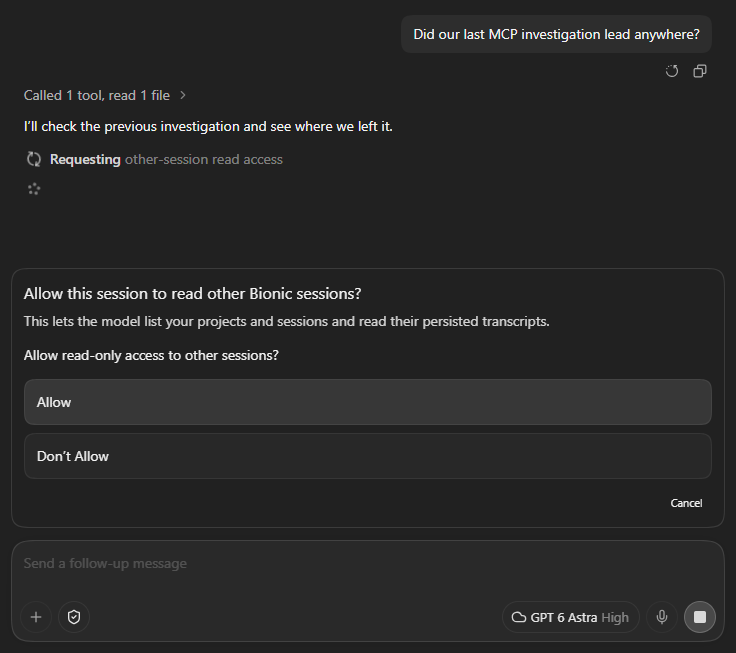 Did our last MCP investigation lead anywhere?
Called 1 tool, read 1 file
I’ll check the previous investigation and see where we left it.
Requesting other-session read access
Allow this session to read other Bionic sessions?
This lets the model list your projects and sessions and read their persisted transcripts.
Allow read-only access to other sessions?
Allow
Don’t Allow
Cancel
Send a follow-up message
GPT 6 Astra High